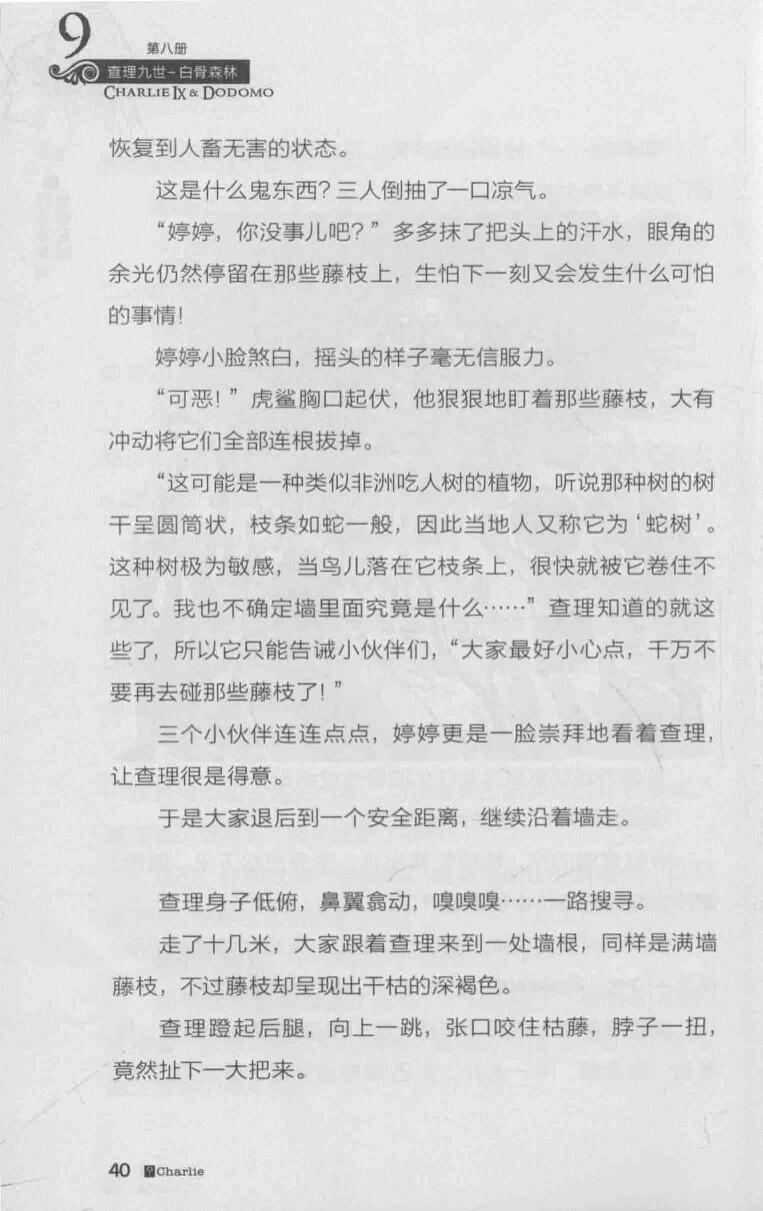 9
第八册
查理九世-白骨森林
CHARLIE IX & DODOMO
恢复到人畜无害的状态。
这是什么鬼东西?三人倒抽了一口凉气。
“婷婷，你没事儿吧？”多多抹了把头上的汗水，眼角的
余光仍然停留在那些藤枝上，生怕下一刻又会发生什么可怕
的事情!
婷婷小脸煞白，摇头的样子毫无信服力。
“可恶！”虎鲨胸口起伏，他狠狠地盯着那些藤枝，大有
冲动将它们全部连根拔掉。
“这可能是一种类似非洲吃人树的植物，听说那种树的树
干呈圆筒状，枝条如蛇一般，因此当地人又称它为‘蛇树’。
这种树极为敏感，当鸟儿落在它枝条上，很快就被它卷住不
见了。我也不确定墙里面究竟是什么……”查理知道的就这
些了，所以它只能告诫小伙伴们，“大家最好小心点，千万不
要再去碰那些藤枝了!”
三个小伙伴连连点点，婷婷更是一脸崇拜地看着查理，
让查理很是得意。
于是大家退后到一个安全距离，继续沿着墙走。
查理身子低俯，鼻翼翕动，嗅嗅嗅……一路搜寻。
走了十几米，大家跟着查理来到一处墙根，同样是满墙
藤枝，不过藤枝却呈现出干枯的深褐色。
查理蹬起后腿，向上一跳，张口咬住枯藤，脖子一扭，
竟然扯下一大把来。
40 Charlie